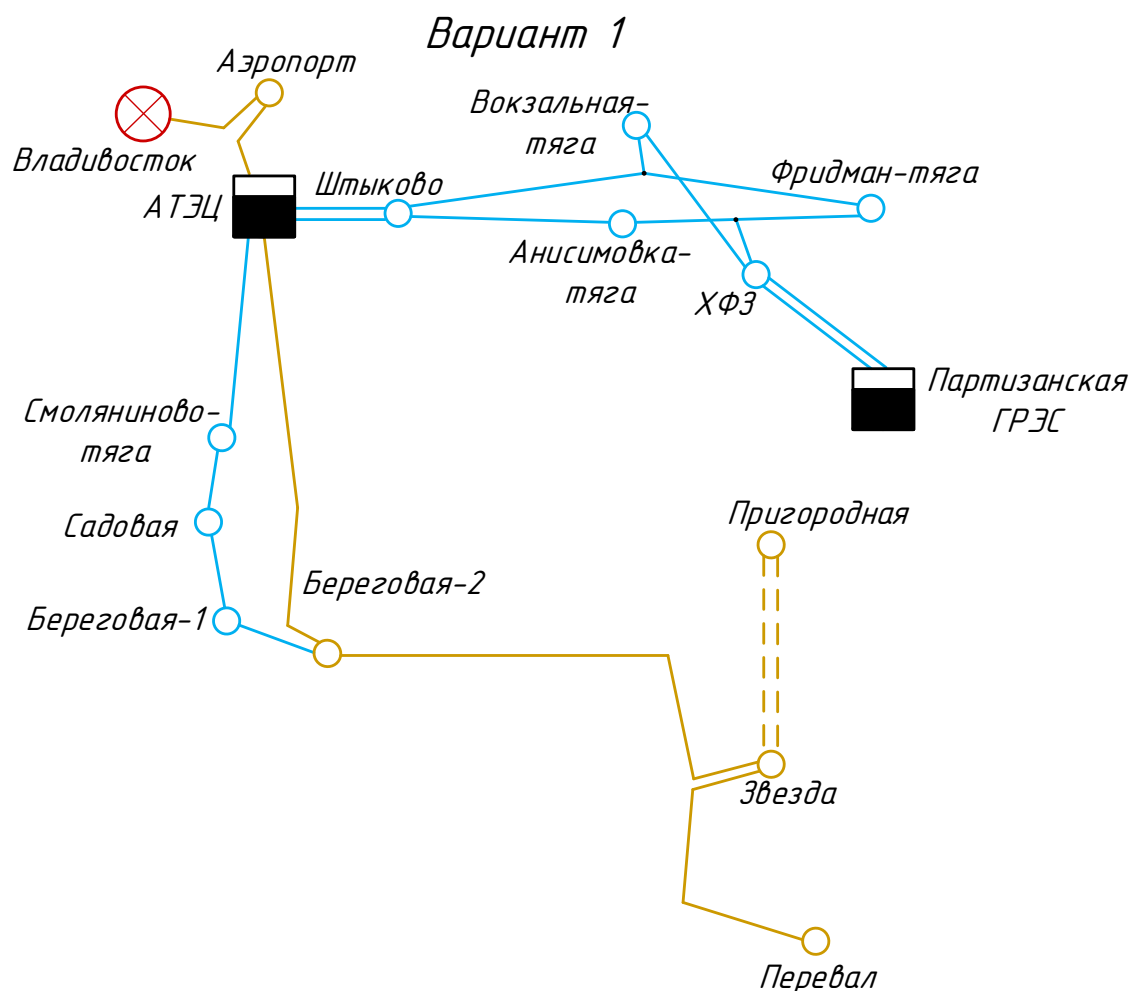 Вариант 1
Аэропорт
Владивосток
АТЭЦ
Штыково
Вокзальная-
тяга
Фридман-тяга
Анисимовка-
тяга
ХФЗ
Партизанская
ГРЭС
Смоляниново-
тяга
Садовая
Береговая-1
Береговая-2
Пригородная
Звезда
Перевал